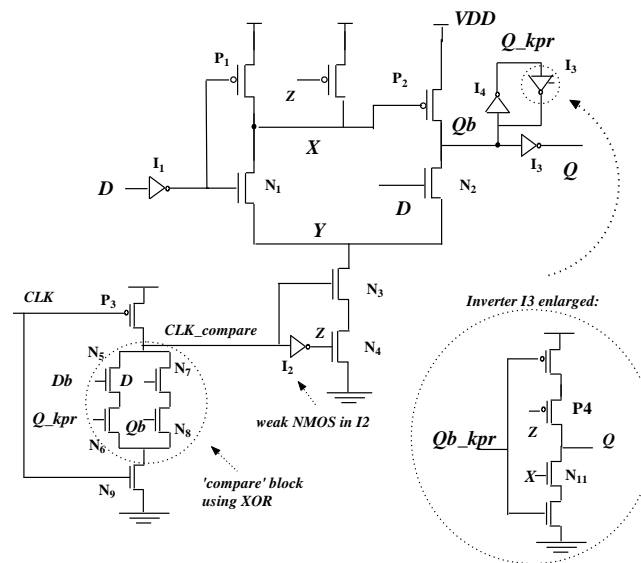 VDD
Q_kpr
P1
P2
I3
Z
I4
X
Qb
I1
D
N1
N2
I3
Q
D
Y
CLK
P3
N3
Inverter I3 enlarged:
CLK_compare
Z
N4
N5
N7
I2
Db
D
weak NMOS in I2
P4
Z
Q_kpr
Qb
N6
N8
Qb_kpr
Q
'compare' block
using XOR
X
N11
N9